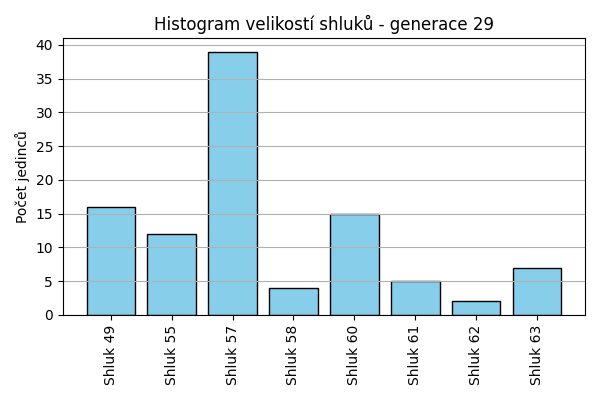 Histogram velikostí shluků - generace 29
Počet jedinců
40
35
30
25
20
15
10
5
0
Shluk 49
Shluk 55
Shluk 57
Shluk 58
Shluk 60
Shluk 61
Shluk 62
Shluk 63